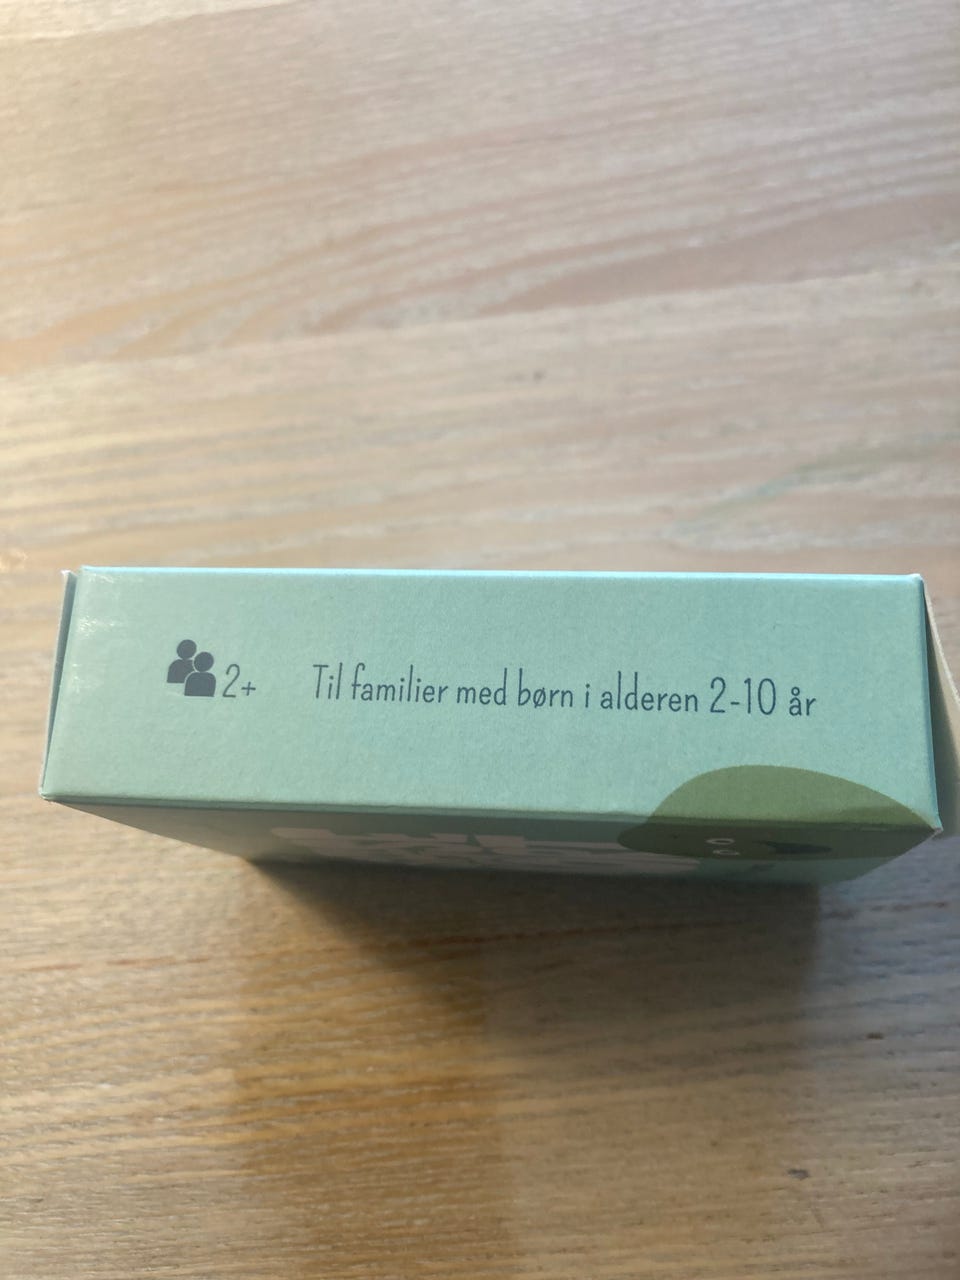 2+ Til familier med børn i alderen 2-10 år